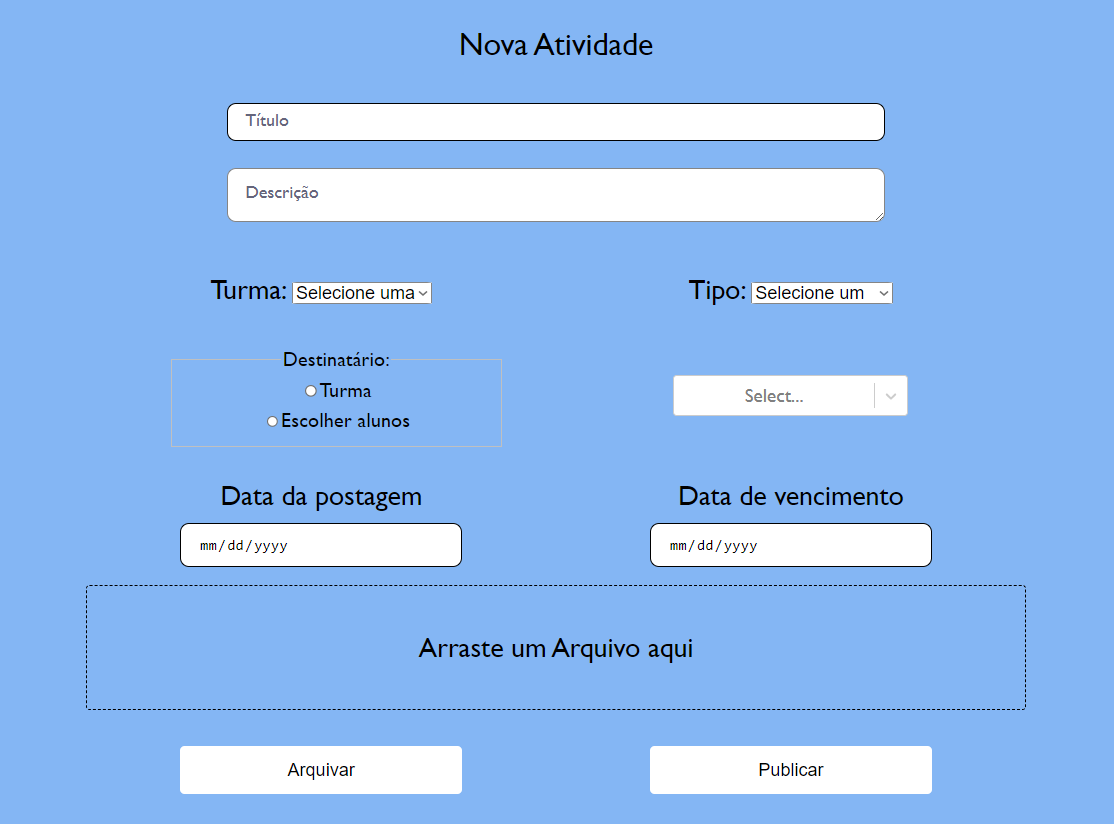 Nova Atividade
Título
Descrição
Turma: Selecione uma
Tipo: Selecione um
Destinatário:
Turma
Escolher alunos
Select...
Data da postagem
Data de vencimento
mm/dd/yyyy
mm/dd/yyyy
Arraste um Arquivo aqui
Arquivar
Publicar